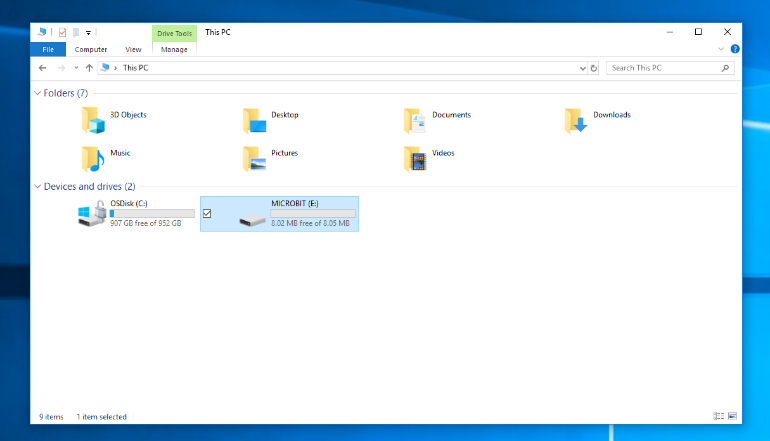 Drive Tools
This PC
File
Computer
View
Manage
This PC
Search This PC
Folders (7)
3D Objects
Desktop
Documents
Downloads
Music
Pictures
Videos
Devices and drives (2)
OSDisk (C:)
907 GB free of 952 GB
MICROBIT (E:)
8.02 MB free of 8.05 MB
9 items
1 item selected